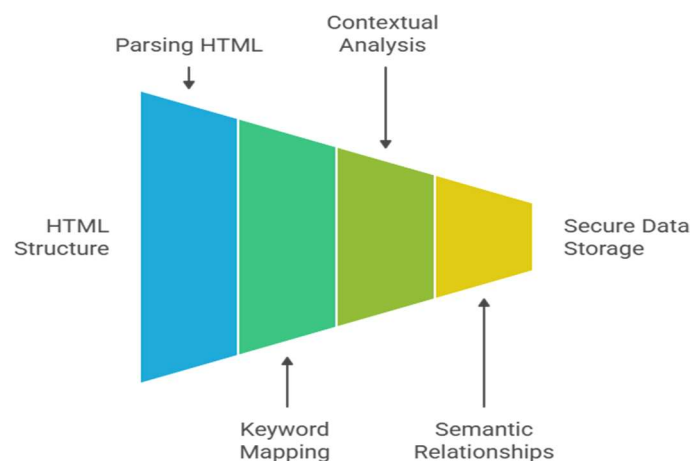 Contextual
Analysis
Parsing HTML
HTML
Structure
Secure Data
Storage
Keyword
Mapping
Semantic
Relationships